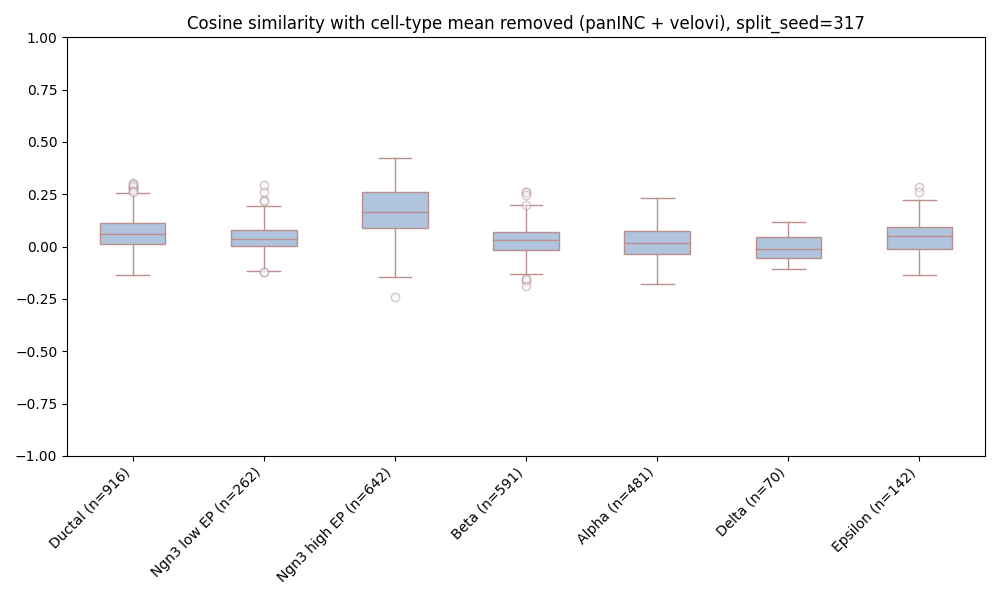 Cosine similarity with cell-type mean removed (panINC + velovi), split_seed=317
1.00
0.75
0.50
0.25
0.00
−0.25
−0.50
−0.75
−1.00
Ductal (n=916)
Ngn3 low EP (n=262)
Ngn3 high EP (n=642)
Beta (n=591)
Alpha (n=481)
Delta (n=70)
Epsilon (n=142)